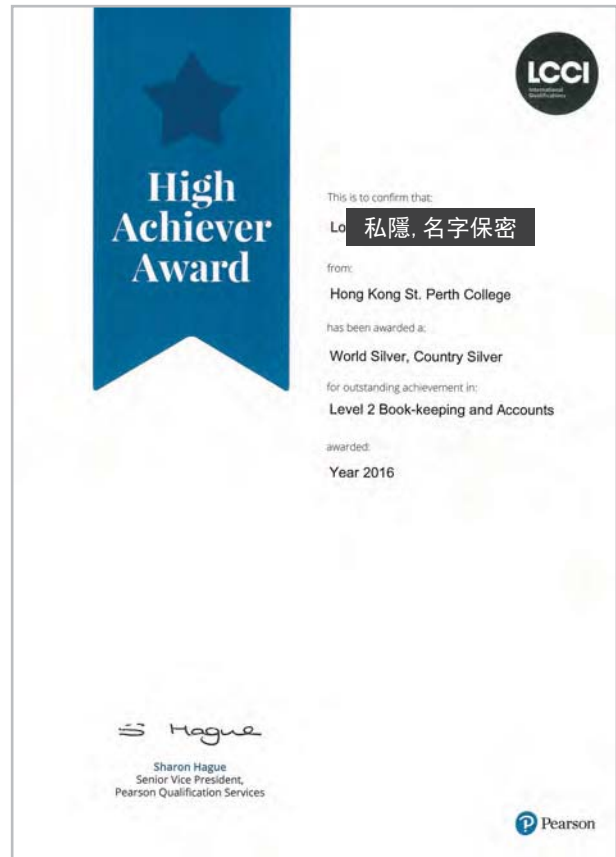 LCCI
International
Qualifications
High
Achiever
Award
This is to confirm that:
Lo 私隱, 名字保密
from:
Hong Kong St. Perth College
has been awarded a:
World Silver, Country Silver
for outstanding achievement in:
Level 2 Book-keeping and Accounts
awarded:
Year 2016
S Hague
Sharon Hague
Senior Vice President,
Pearson Qualification Services
P Pearson